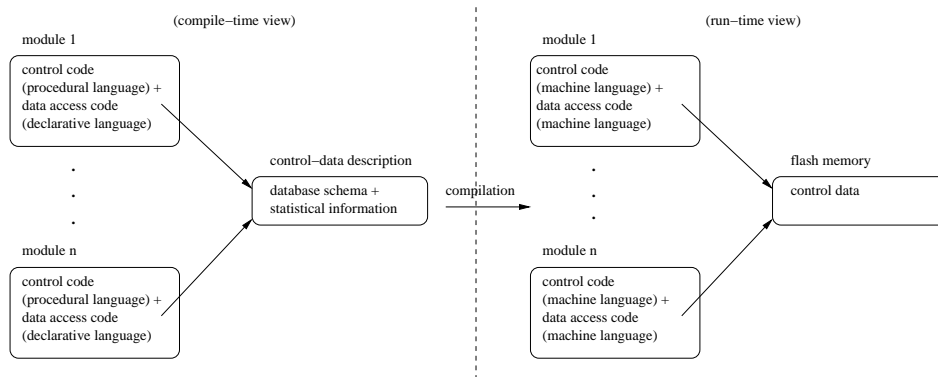 (compile−time view)
module 1
control code
(procedural language) +
data access code
(declarative language)
control−data description
database schema +
statistical information
module n
control code
(procedural language) +
data access code
(declarative language)
compilation
(run−time view)
module 1
control code
(machine language) +
data access code
(machine language)
flash memory
control data
module n
control code
(machine language) +
data access code
(machine language)